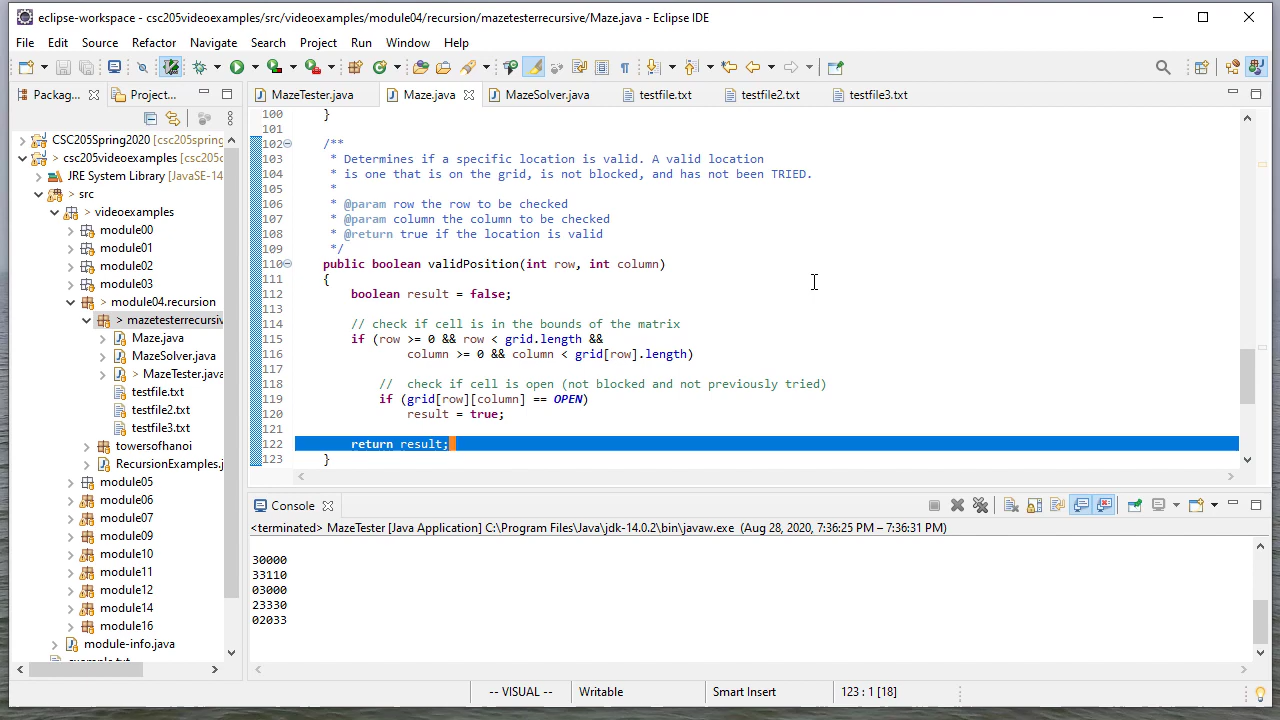 eclipse-workspace - csc205videoexamples/src/videoexamples/module04/recursion/mazetesterrecursive/Maze.java - Eclipse IDE
File Edit Source Refactor Navigate Search Project Run Window Help
Packag... Project...
MazeTester.java Maze.java MazeSolver.java testfile.txt testfile2.txt testfile3.txt
CSC205Spring2020 [csc205spring
> csc205videoexamples [csc205c
JRE System Library [JavaSE-14
> src
> videoexamples
module00
module01
module02
module03
> module04.recursion
> mazetesterrecursiv
Maze.java
MazeSolver.java
> MazeTester.java
testfile.txt
testfile2.txt
testfile3.txt
towersofhanoi
RecursionExamples.j
module05
module06
module07
module09
module10
module11
module12
module14
module16
module-info.java
example.txt
100 }
101
102 /**
103 * Determines if a specific location is valid. A valid location
104 * is one that is on the grid, is not blocked, and has not been TRIED.
105 *
106 * @param row the row to be checked
107 * @param column the column to be checked
108 * @return true if the location is valid
109 */
110 public boolean validPosition(int row, int column)
111 {
112 boolean result = false;
113
114 // check if cell is in the bounds of the matrix
115 if (row >= 0 && row < grid.length &&
116 column >= 0 && column < grid[row].length)
117
118 // check if cell is open (not blocked and not previously tried)
119 if (grid[row][column] == OPEN)
120 result = true;
121
122 return result;
123 }
Console
<terminated> MazeTester [Java Application] C:\Program Files\Java\jdk-14.0.2\bin\javaw.exe (Aug 28, 2020, 7:36:25 PM – 7:36:31 PM)
30000
33110
03000
23330
02033
-- VISUAL -- Writable Smart Insert 123 : 1 [18]